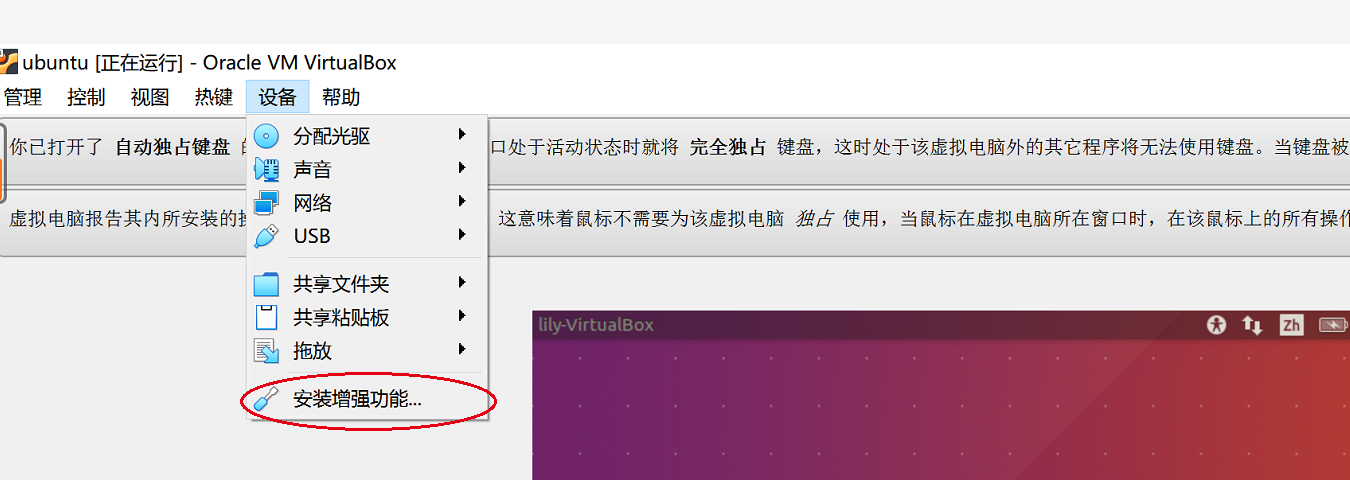 ubuntu [正在运行] - Oracle VM VirtualBox
管理 控制 视图 热键 设备 帮助
你已打开了 自动独占键盘 口处于活动状态时就将 完全独占 键盘，这时处于该虚拟电脑外的其它程序将无法使用键盘。当键盘被
虚拟电脑报告其内所安装的 这意味着鼠标不需要为该虚拟电脑 独占 使用，当鼠标在虚拟电脑所在窗口时，在该鼠标上的所有操作
分配光驱
声音
网络
USB
共享文件夹
共享粘贴板
拖放
安装增强功能...
lily-VirtualBox
Zh